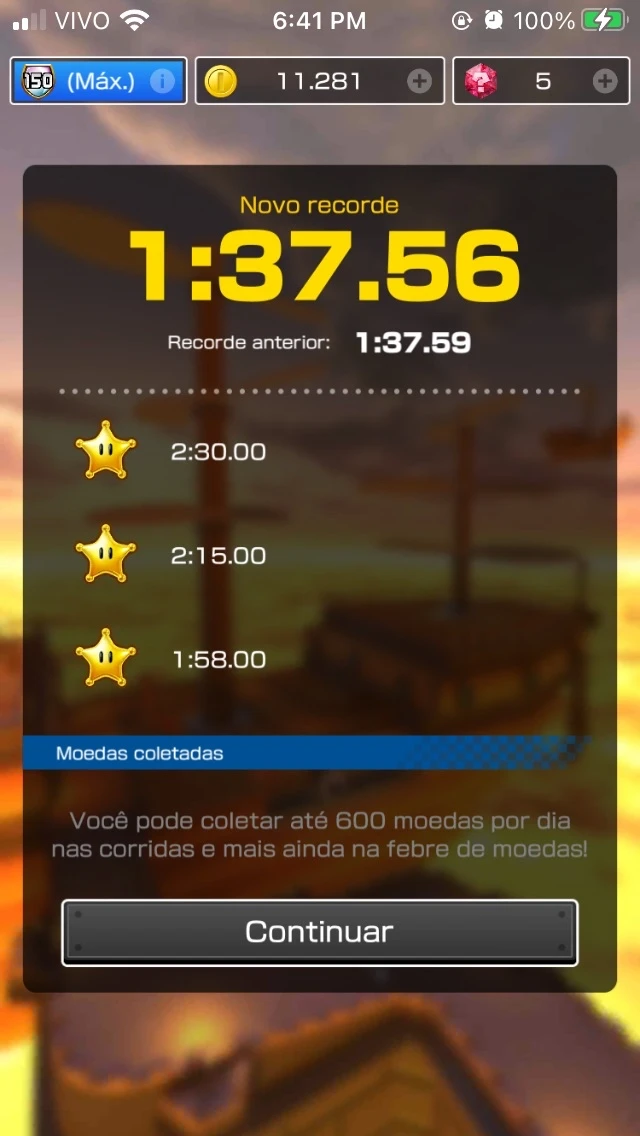 VIVO 6:41 PM 100%
150 (Máx.) i 11.281 + ? 5 +
Novo recorde
1:37.56
Recorde anterior: 1:37.59
2:30.00
2:15.00
1:58.00
Moedas coletadas
Você pode coletar até 600 moedas por dia
nas corridas e mais ainda na febre de moedas!
Continuar